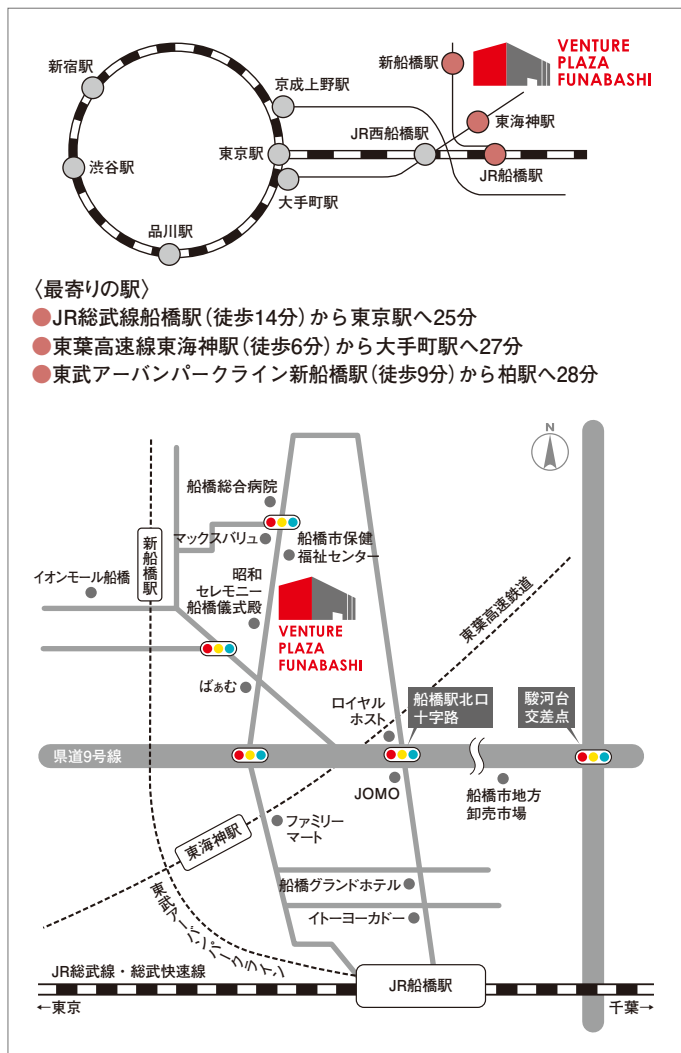 新宿駅
京成上野駅
新船橋駅
VENTURE
PLAZA
FUNABASHI
東海神駅
JR西船橋駅
東京駅
渋谷駅
JR船橋駅
大手町駅
品川駅
〈最寄りの駅〉
●JR総武線船橋駅(徒歩14分)から東京駅へ25分
●東葉高速線東海神駅(徒歩6分)から大手町駅へ27分
●東武アーバンパークライン新船橋駅(徒歩9分)から柏駅へ28分
N
船橋総合病院
マックスバリュ
船橋市保健
福祉センター
新船橋駅
イオンモール船橋
昭和
セレモニー
船橋儀式殿
東葉高速鉄道
VENTURE
PLAZA
FUNABASHI
ばぁむ
ロイヤル
ホスト
船橋駅北口
十字路
駿河台
交差点
県道9号線
JOMO
船橋市地方
卸売市場
ファミリー
マート
東海神駅
船橋グランドホテル
イトーヨーカドー
東武アーバンパークライン
JR総武線・総武快速線
JR船橋駅
←東京
千葉→